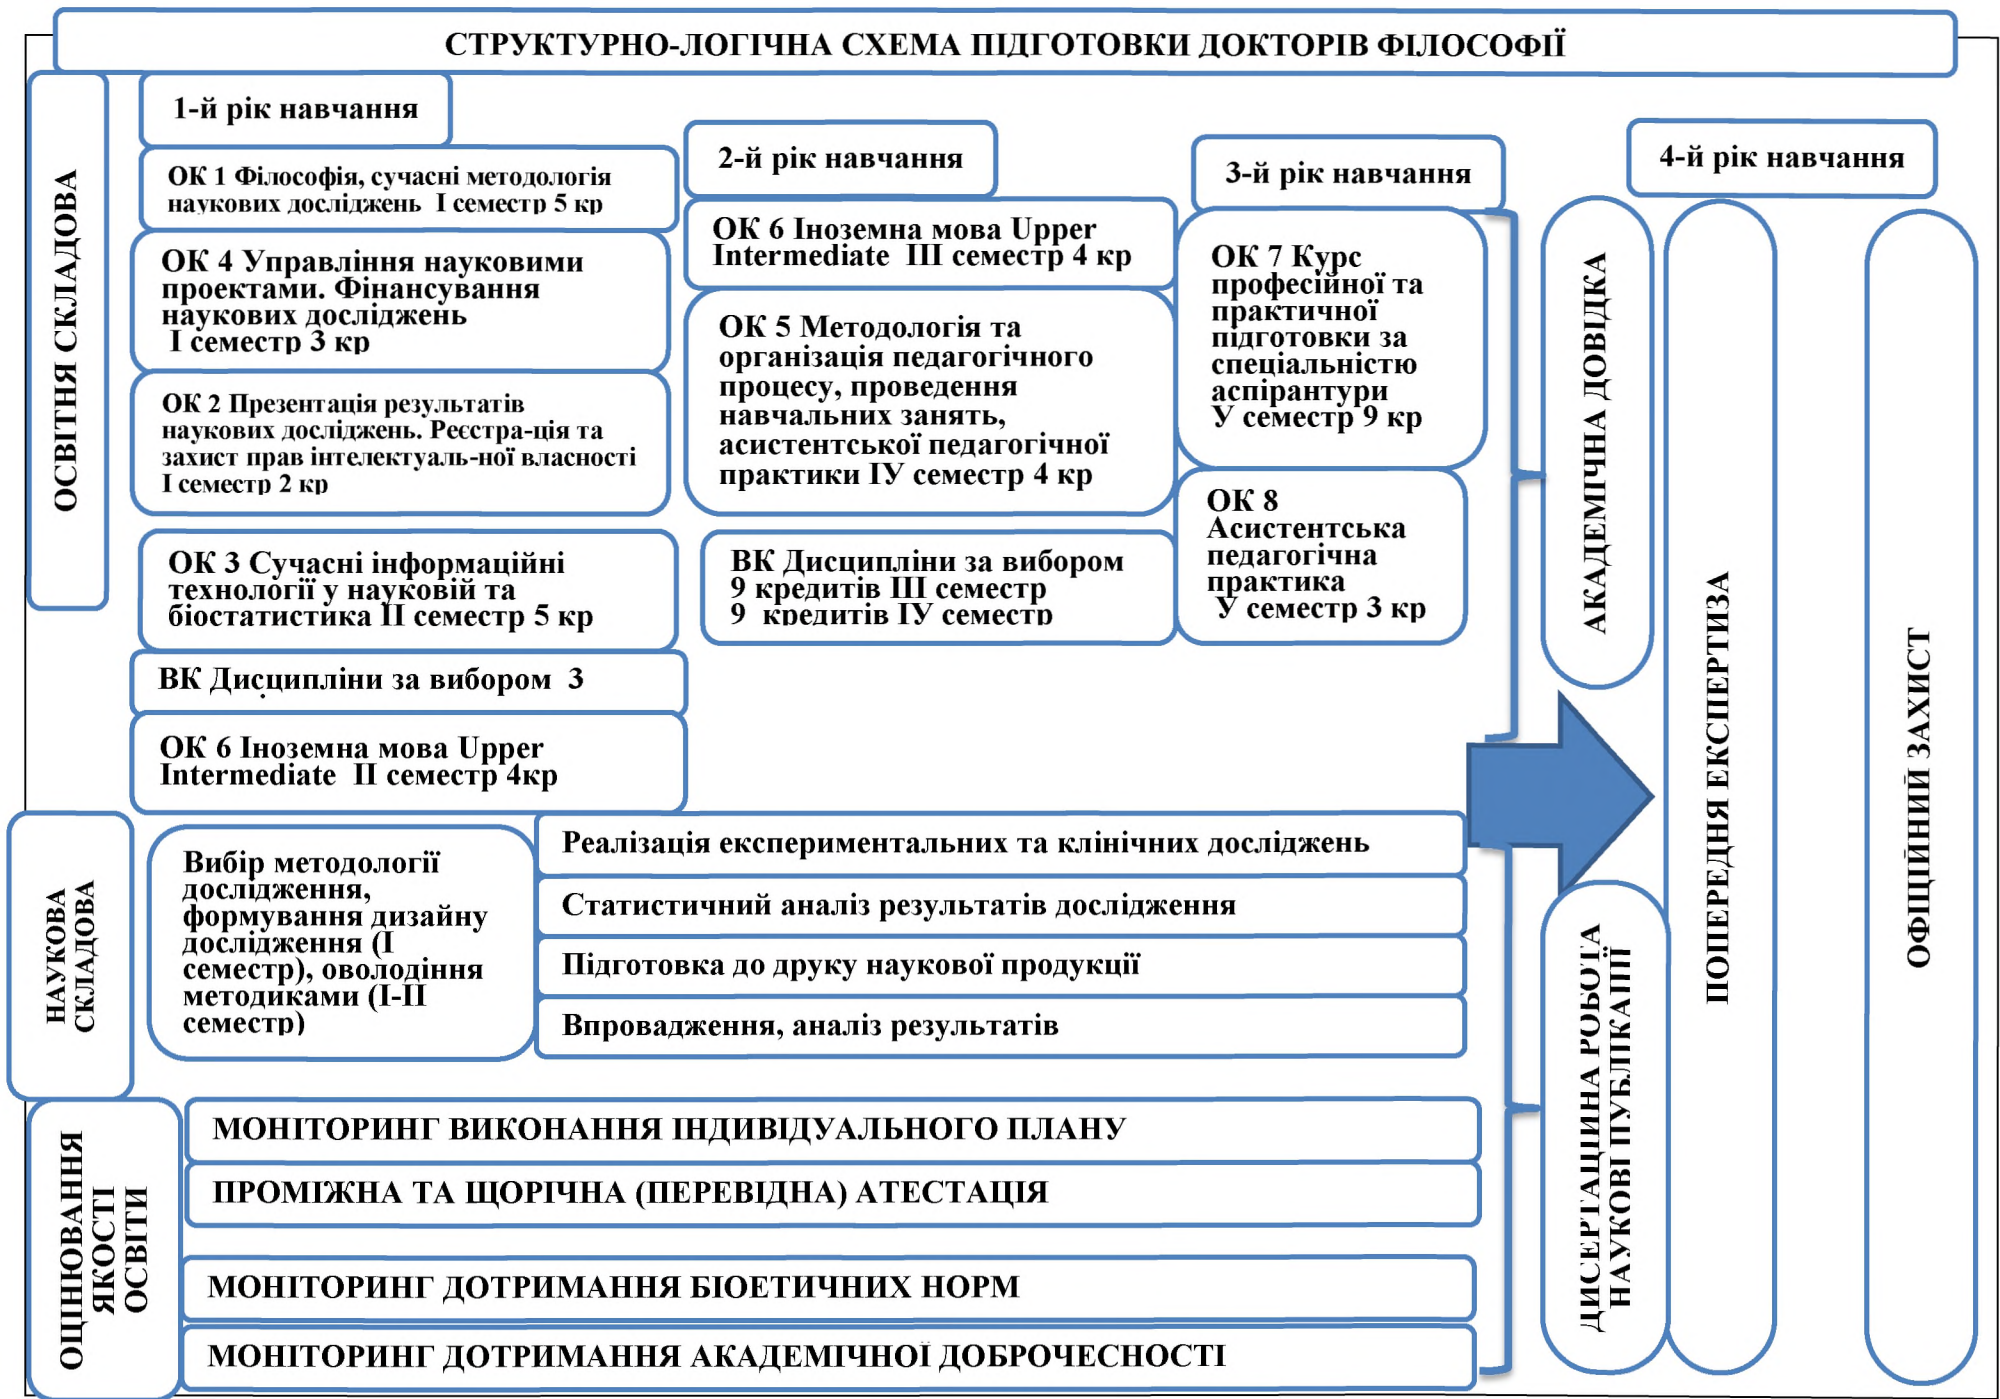 СТРУКТУРНО-ЛОГІЧНА СХЕМА ПІДГОТОВКИ ДОКТОРІВ ФІЛОСОФІЇ
ОСВІТНЯ СКЛАДОВА
1-й рік навчання
ОК 1 Філософія, сучасні методологія
наукових досліджень І семестр 5 кр
ОК 4 Управління науковими
проектами. Фінансування
наукових досліджень
І семестр 3 кр
ОК 2 Презентація результатів
наукових досліджень. Реєстра-ція та
захист прав інтелектуаль-ної власності
І семестр 2 кр
ОК 3 Сучасні інформаційні
технології у науковій та
біостатистика ІІ семестр 5 кр
ВК Дисципліни за вибором 3
ОК 6 Іноземна мова Upper
Intermediate ІІ семестр 4кр
2-й рік навчання
ОК 6 Іноземна мова Upper
Intermediate ІІІ семестр 4 кр
ОК 5 Методологія та
організація педагогічного
процесу, проведення
навчальних занять,
асистентської педагогічної
практики ІУ семестр 4 кр
ВК Дисципліни за вибором
9 кредитів ІІІ семестр
9 кредитів ІУ семестр
3-й рік навчання
ОК 7 Курс
професійної та
практичної
підготовки за
спеціальністю
аспірантури
У семестр 9 кр
ОК 8
Асистентська
педагогічна
практика
У семестр 3 кр
4-й рік навчання
АКАДЕМІЧНА ДОВІДКА
ПОПЕРЕДНЯ ЕКСПЕРТИЗА
ОФІЦІЙНИЙ ЗАХИСТ
НАУКОВА
СКЛАДОВА
Вибір методології
дослідження,
формування дизайну
дослідження (І
семестр), оволодіння
методиками (І-ІІ
семестр)
Реалізація експериментальних та клінічних досліджень
Статистичний аналіз результатів дослідження
Підготовка до друку наукової продукції
Впровадження, аналіз результатів
ДИСЕРТАЦІЙНА РОБОТА
НАУКОВІ ПУБЛІКАЦІЇ
ОЦІНЮВАННЯ
ЯКОСТІ
ОСВІТИ
МОНІТОРИНГ ВИКОНАННЯ ІНДИВІДУАЛЬНОГО ПЛАНУ
ПРОМІЖНА ТА ЩОРІЧНА (ПЕРЕВІДНА) АТЕСТАЦІЯ
МОНІТОРИНГ ДОТРИМАННЯ БІОЕТИЧНИХ НОРМ
МОНІТОРИНГ ДОТРИМАННЯ АКАДЕМІЧНОЇ ДОБРОЧЕСНОСТІ